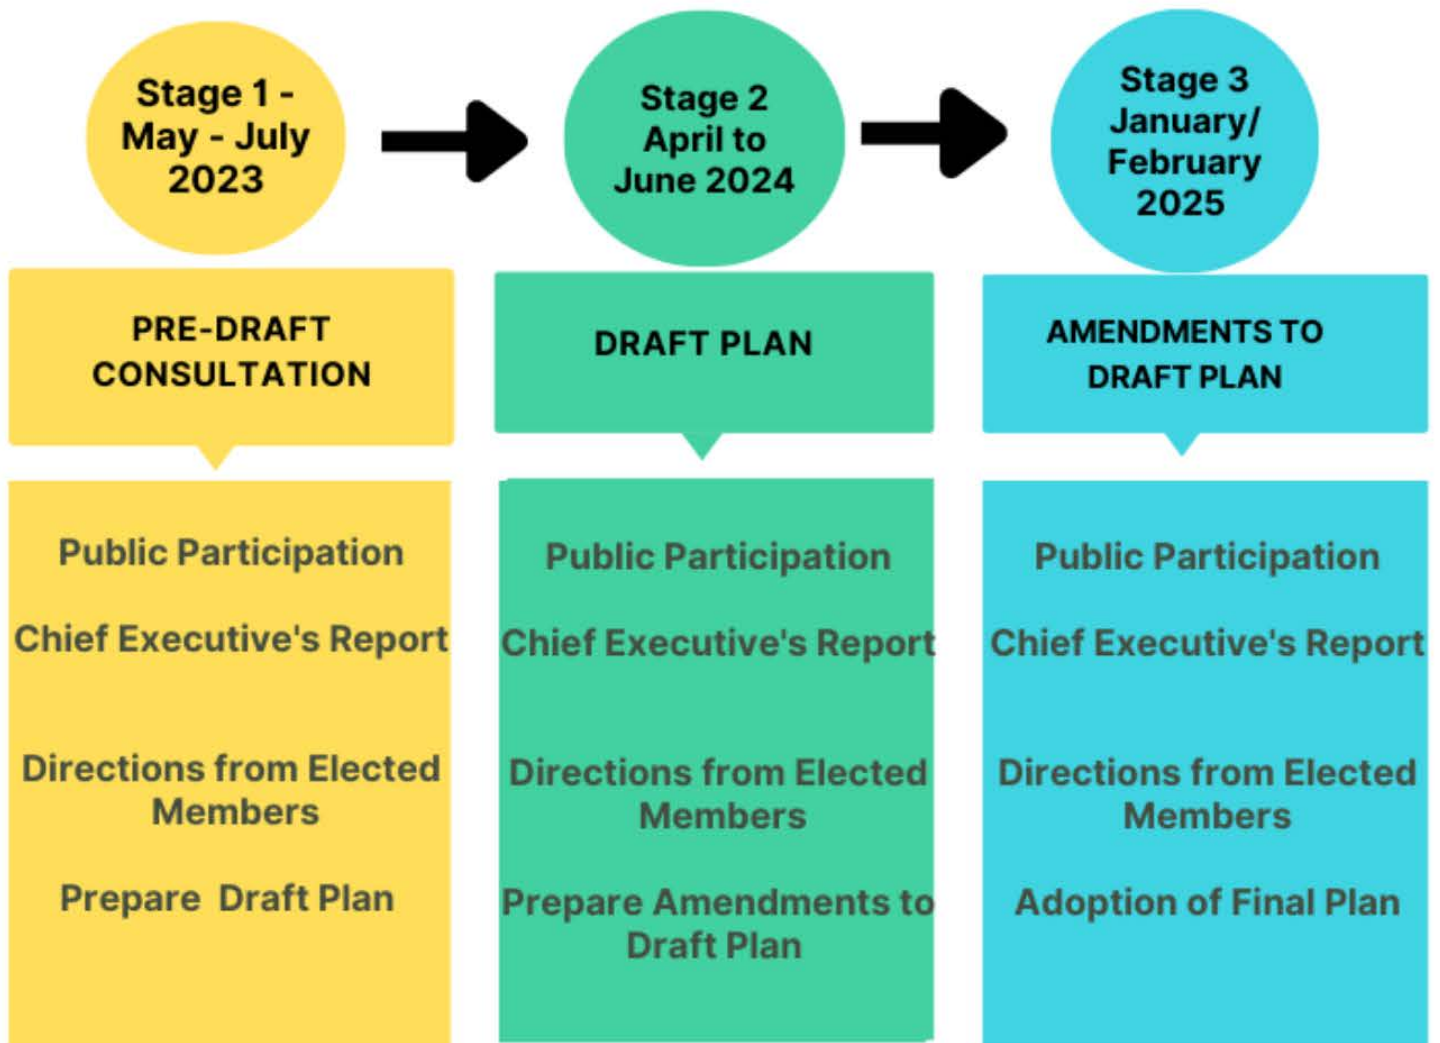 Stage 1 -
May - July
2023
Stage 2
April to
June 2024
Stage 3
January/
February
2025
PRE-DRAFT
CONSULTATION
DRAFT PLAN
AMENDMENTS TO
DRAFT PLAN
Public Participation
Chief Executive's Report
Directions from Elected
Members
Prepare Draft Plan
Public Participation
Chief Executive's Report
Directions from Elected
Members
Prepare Amendments to
Draft Plan
Public Participation
Chief Executive's Report
Directions from Elected
Members
Adoption of Final Plan